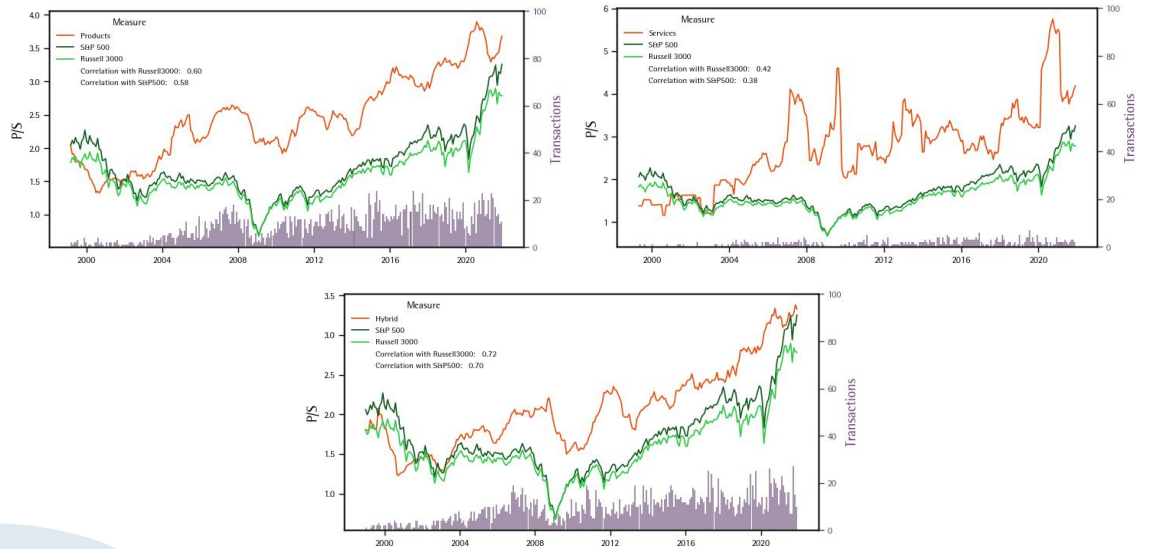 Measure
Products
S&P 500
Russell 3000
Correlation with Russell3000: 0.60
Correlation with S&P500: 0.58
P/S
4.0
3.5
3.0
2.5
2.0
1.5
1.0
100
80
60
40
20
0
Transactions
2000 2004 2008 2012 2016 2020
Measure
Services
S&P 500
Russell 3000
Correlation with Russell3000: 0.42
Correlation with S&P500: 0.38
P/S
6
5
4
3
2
1
100
80
60
40
20
0
Transactions
2000 2004 2008 2012 2016 2020
Measure
Hybrid
S&P 500
Russell 3000
Correlation with Russell3000: 0.72
Correlation with S&P500: 0.70
P/S
3.5
3.0
2.5
2.0
1.5
1.0
100
80
60
40
20
0
Transactions
2000 2004 2008 2012 2016 2020